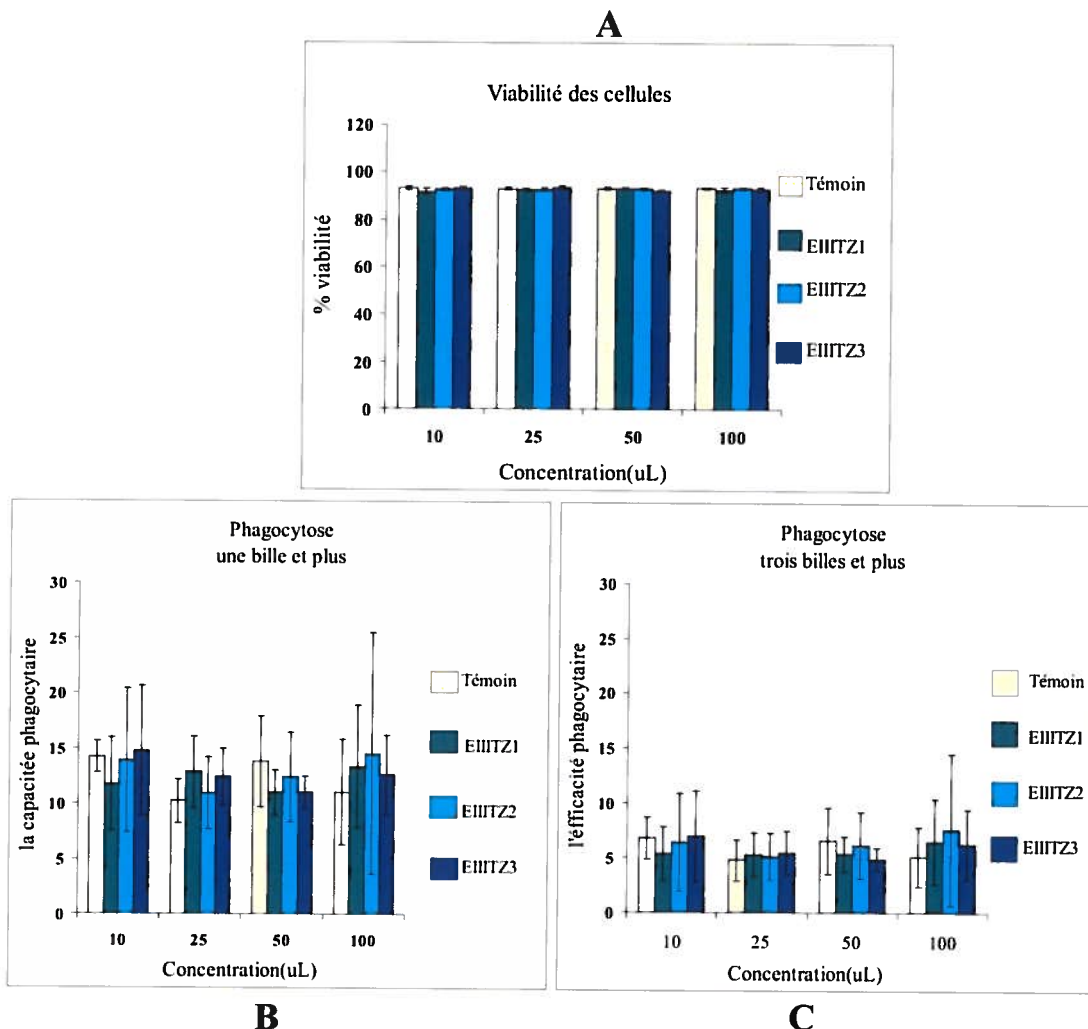 A
Viabilité des cellules
% viabilité
120
100
80
60
40
20
0
10 25 50 100
Concentration(uL)
Témoin
EIIITZ1
EIIITZ2
EIIITZ3
Phagocytose
une bille et plus
la capacitée phagocytaire
30
25
20
15
10
5
0
10 25 50 100
Concentration(uL)
Témoin
EIIITZ1
EIIITZ2
EIIITZ3
B
Phagocytose
trois billes et plus
l'éfficacité phagocytaire
30
25
20
15
10
5
0
10 25 50 100
Concentration(uL)
Témoin
EIIITZ1
EIIITZ2
EIIITZ3
C